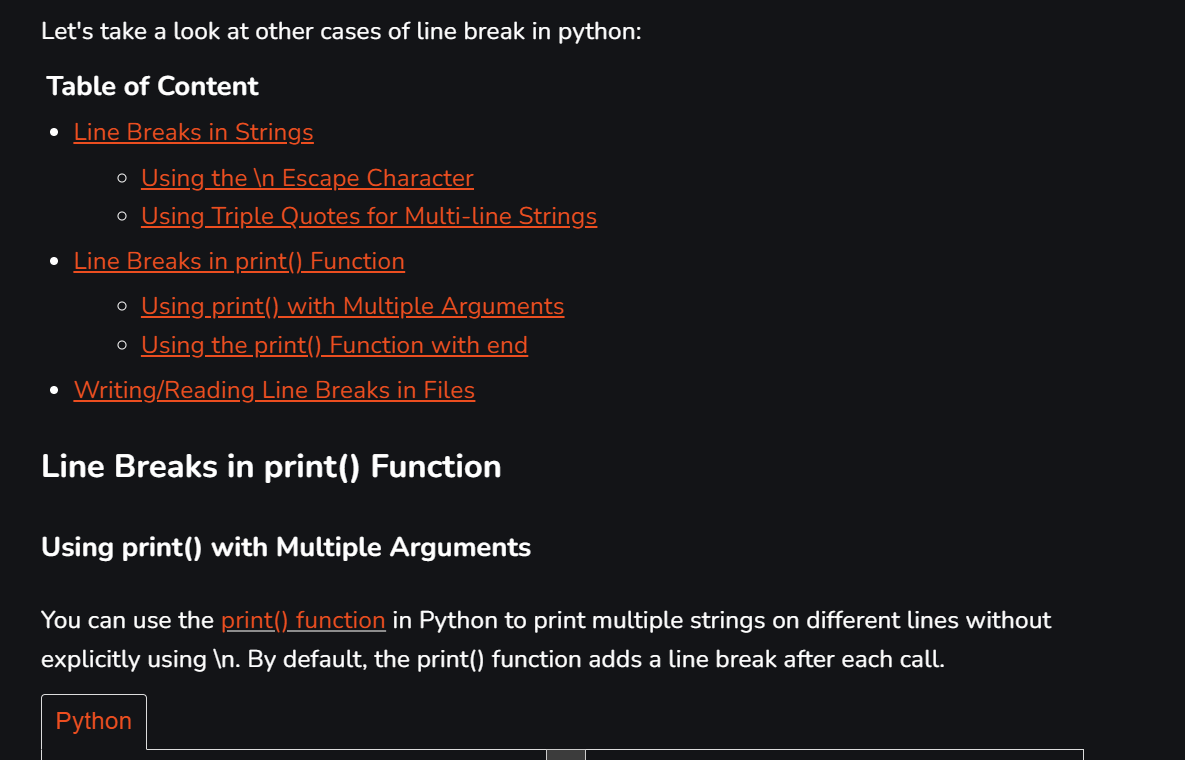 Let's take a look at other cases of line break in python:
Table of Content
Line Breaks in Strings
Using the \n Escape Character
Using Triple Quotes for Multi-line Strings
Line Breaks in print() Function
Using print() with Multiple Arguments
Using the print() Function with end
Writing/Reading Line Breaks in Files
Line Breaks in print() Function
Using print() with Multiple Arguments
You can use the print() function in Python to print multiple strings on different lines without
explicitly using \n. By default, the print() function adds a line break after each call.
Python